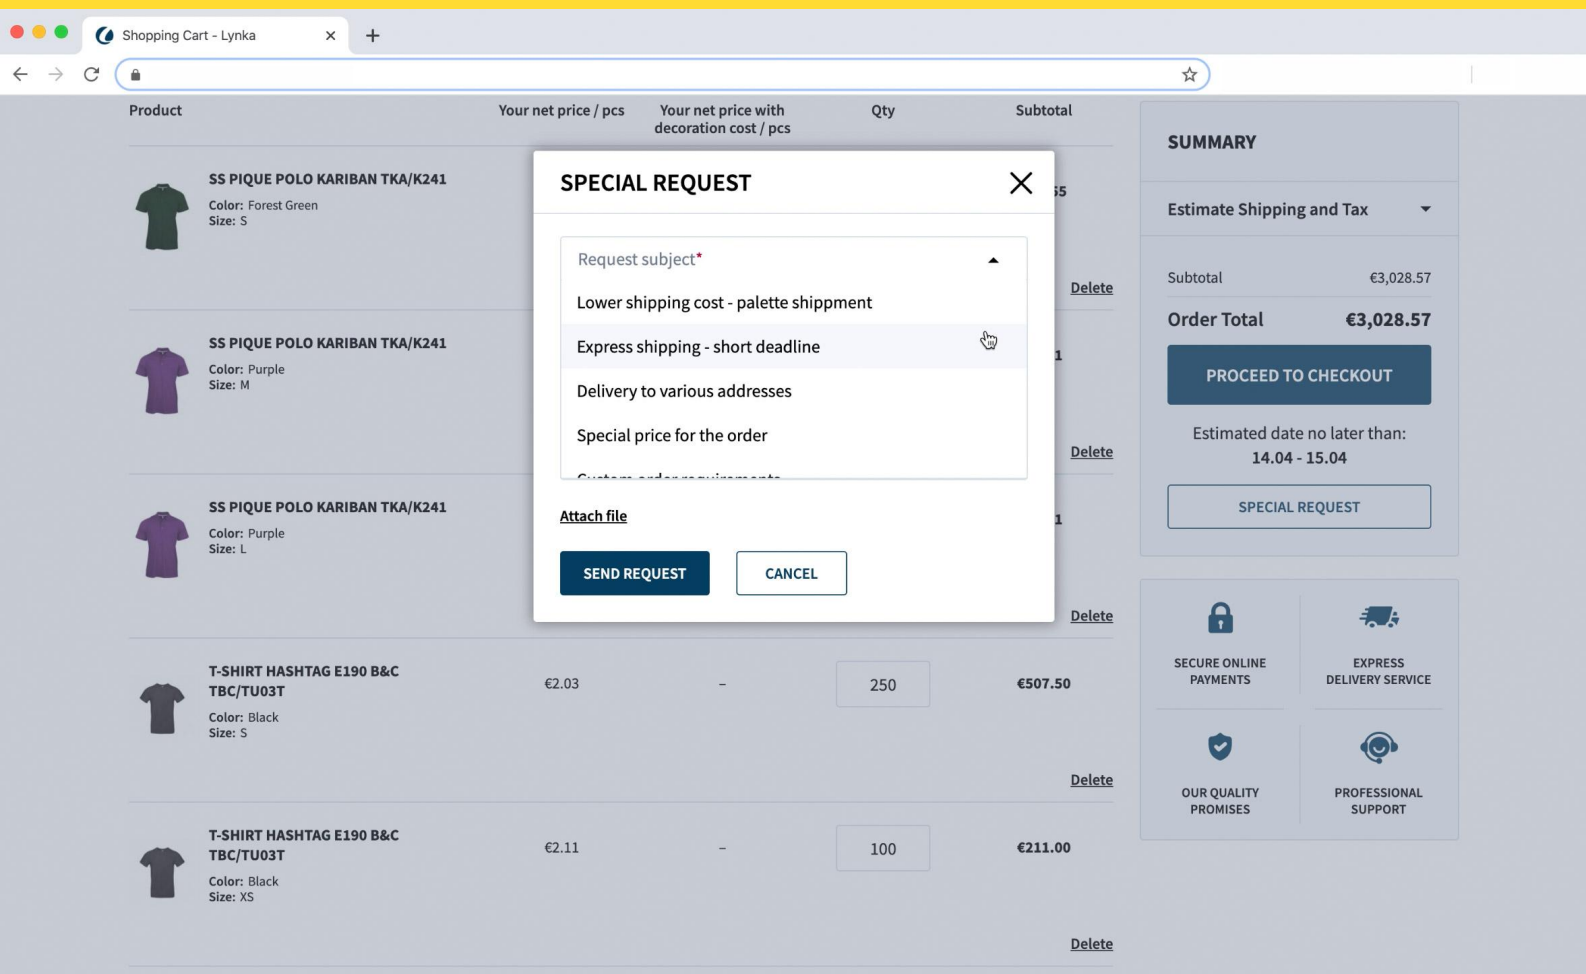 Shopping Cart - Lynka
Product
Your net price / pcs
Your net price with
decoration cost / pcs
Qty
Subtotal
SS PIQUE POLO KARIBAN TKA/K241
Color: Forest Green
Size: S
55
Delete
SS PIQUE POLO KARIBAN TKA/K241
Color: Purple
Size: M
1
Delete
SS PIQUE POLO KARIBAN TKA/K241
Color: Purple
Size: L
1
Delete
T-SHIRT HASHTAG E190 B&C
TBC/TU03T
Color: Black
Size: S
€2.03
–
250
€507.50
Delete
T-SHIRT HASHTAG E190 B&C
TBC/TU03T
Color: Black
Size: XS
€2.11
–
100
€211.00
Delete
SPECIAL REQUEST
Request subject*
Lower shipping cost - palette shippment
Express shipping - short deadline
Delivery to various addresses
Special price for the order
Custom order requirements
Attach file
SEND REQUEST
CANCEL
SUMMARY
Estimate Shipping and Tax
Subtotal €3,028.57
Order Total €3,028.57
PROCEED TO CHECKOUT
Estimated date no later than:
14.04 - 15.04
SPECIAL REQUEST
SECURE ONLINE
PAYMENTS
EXPRESS
DELIVERY SERVICE
OUR QUALITY
PROMISES
PROFESSIONAL
SUPPORT